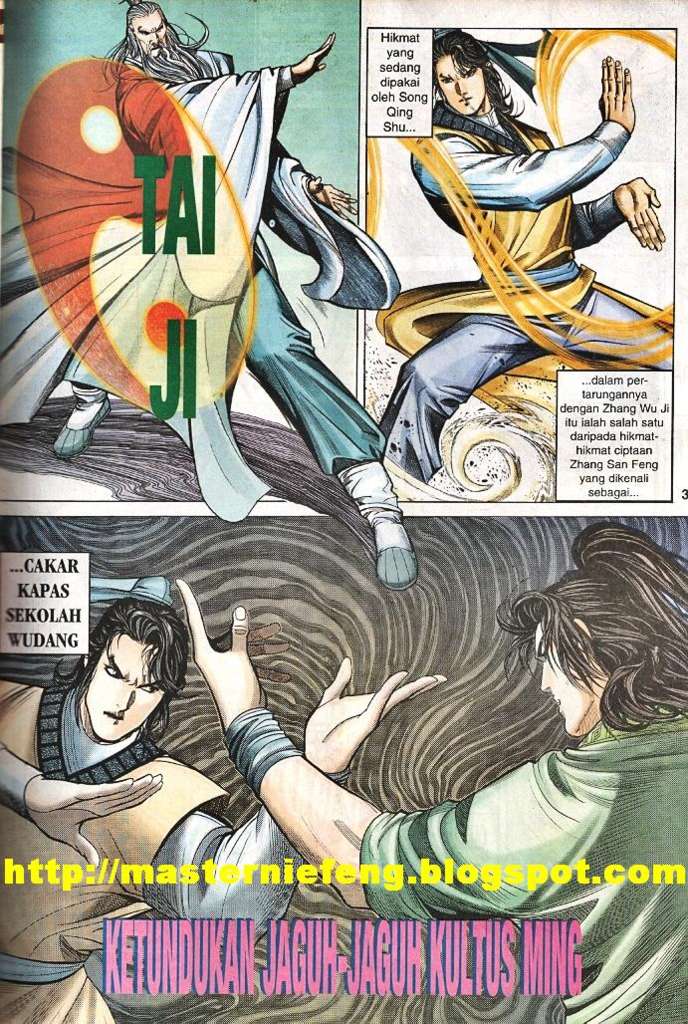 TAI
JI
Hikmat
yang
sedang
dipakai
oleh Song
Qing
Shu...
...dalam per-
tarungannya
dengan Zhang Wu Ji
itu ialah salah satu
daripada hikmat-
hikmat ciptaan
Zhang San Feng
yang dikenali
sebagai...
3
...CAKAR
KAPAS
SEKOLAH
WUDANG
http://masterniefeng.blogspot.com
KETUNDUKAN JAGUH-JAGUH KULTUS MING